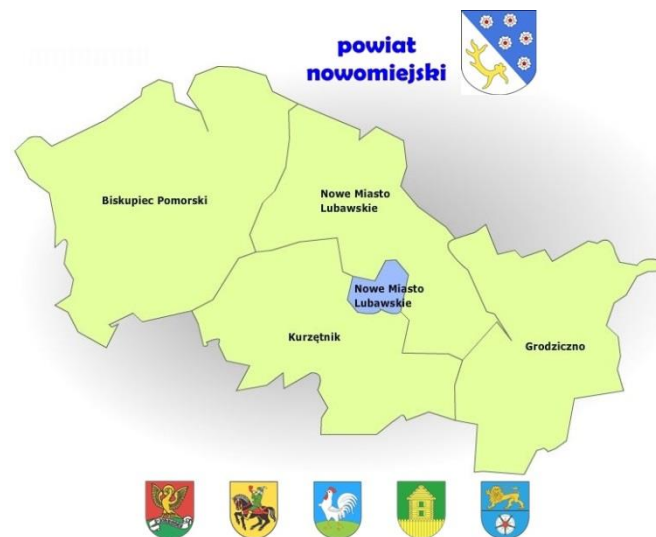 powiat
nowomiejski
Biskupiec Pomorski
Nowe Miasto
Lubawskie
Nowe Miasto
Lubawskie
Kurzętnik
Grodziczno